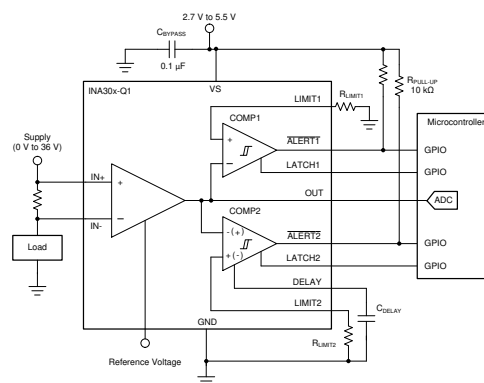 2.7 V to 5.5 V
CBYPASS
0.1 µF
RPULL-UP
10 kΩ
INA30x-Q1
VS
LIMIT1
RLIMIT1
Microcontroller
COMP1
Supply
(0 V to 36 V)
+
ALERT1
GPIO
−
LATCH1
GPIO
IN+
+
OUT
ADC
IN-
−
COMP2
Load
-(+)
ALERT2
GPIO
+(-)
LATCH2
GPIO
DELAY
CDELAY
LIMIT2
GND
RLIMIT2
Reference Voltage